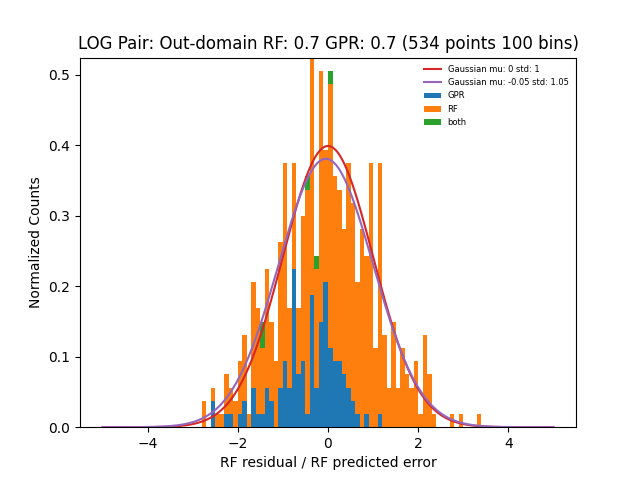 LOG Pair: Out-domain RF: 0.7 GPR: 0.7 (534 points 100 bins)
Gaussian mu: 0 std: 1
Gaussian mu: -0.05 std: 1.05
GPR
RF
both
Normalized Counts
0.5
0.4
0.3
0.2
0.1
0.0
−4
−2
0
2
4
RF residual / RF predicted error